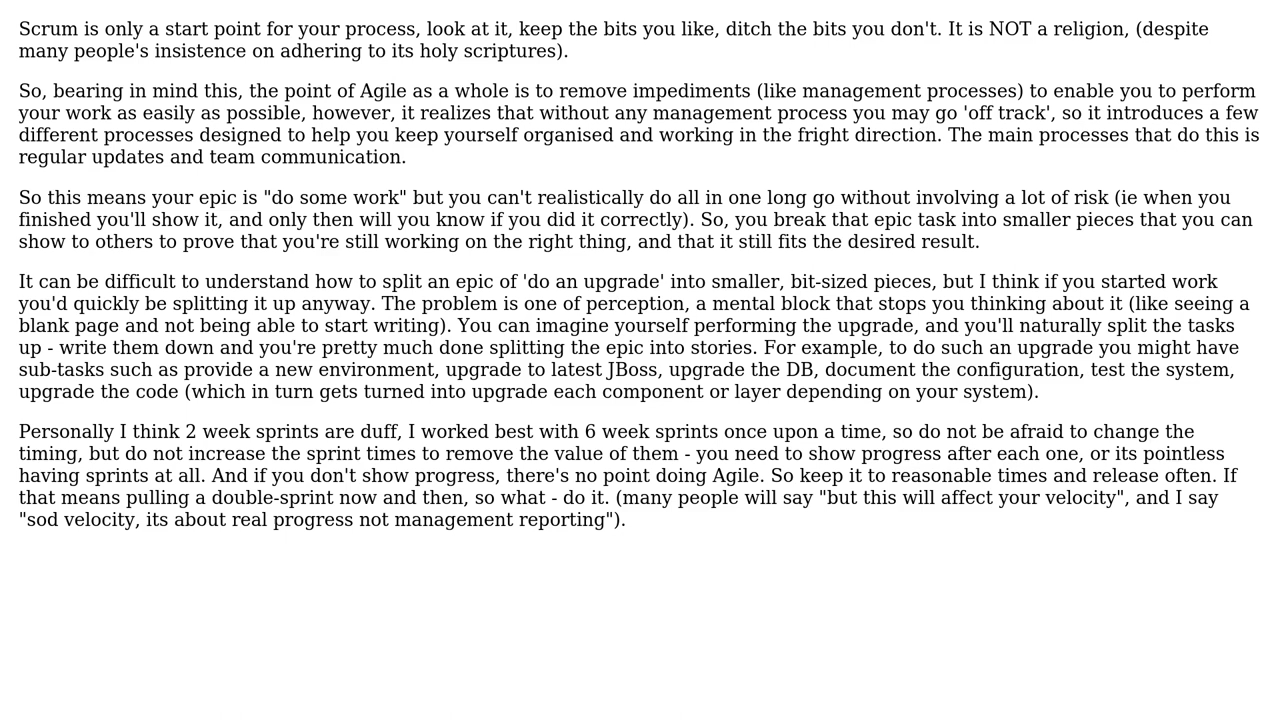 Scrum is only a start point for your process, look at it, keep the bits you like, ditch the bits you don't. It is NOT a religion, (despite
many people's insistence on adhering to its holy scriptures).
So, bearing in mind this, the point of Agile as a whole is to remove impediments (like management processes) to enable you to perform
your work as easily as possible, however, it realizes that without any management process you may go 'off track', so it introduces a few
different processes designed to help you keep yourself organised and working in the fright direction. The main processes that do this is
regular updates and team communication.
So this means your epic is "do some work" but you can't realistically do all in one long go without involving a lot of risk (ie when you
finished you'll show it, and only then will you know if you did it correctly). So, you break that epic task into smaller pieces that you can
show to others to prove that you're still working on the right thing, and that it still fits the desired result.
It can be difficult to understand how to split an epic of 'do an upgrade' into smaller, bit-sized pieces, but I think if you started work
you'd quickly be splitting it up anyway. The problem is one of perception, a mental block that stops you thinking about it (like seeing a
blank page and not being able to start writing). You can imagine yourself performing the upgrade, and you'll naturally split the tasks
up - write them down and you're pretty much done splitting the epic into stories. For example, to do such an upgrade you might have
sub-tasks such as provide a new environment, upgrade to latest JBoss, upgrade the DB, document the configuration, test the system,
upgrade the code (which in turn gets turned into upgrade each component or layer depending on your system).
Personally I think 2 week sprints are duff, I worked best with 6 week sprints once upon a time, so do not be afraid to change the
timing, but do not increase the sprint times to remove the value of them - you need to show progress after each one, or its pointless
having sprints at all. And if you don't show progress, there's no point doing Agile. So keep it to reasonable times and release often. If
that means pulling a double-sprint now and then, so what - do it. (many people will say "but this will affect your velocity", and I say
"sod velocity, its about real progress not management reporting").